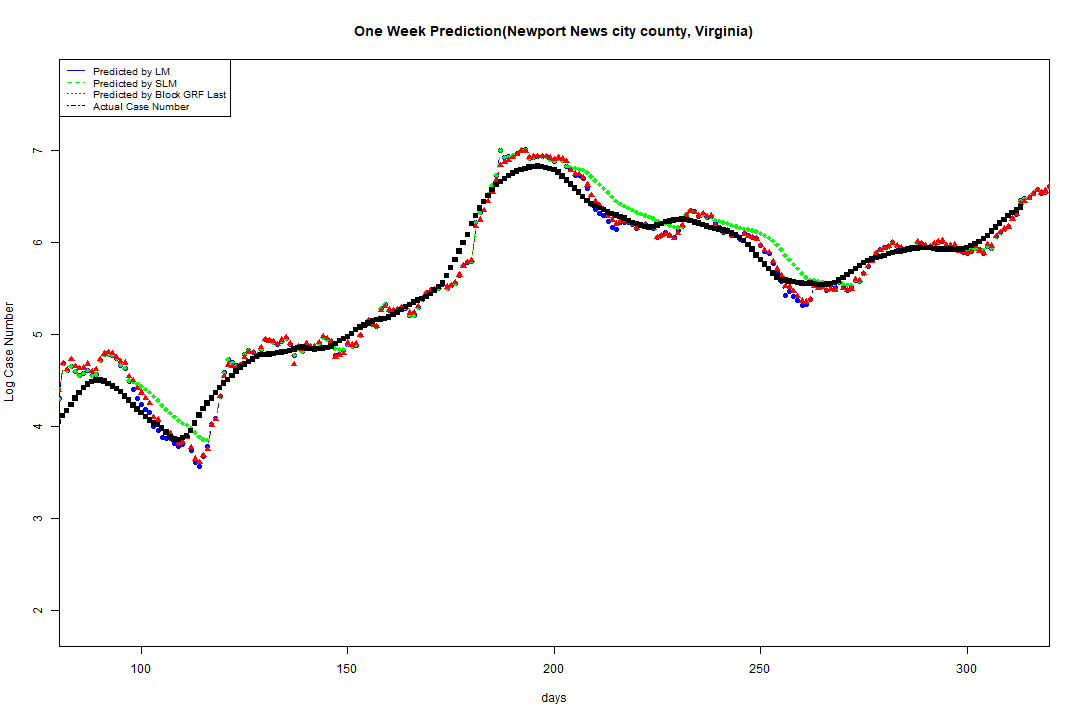 One Week Prediction(Newport News city county, Virginia)
Predicted by LM
Predicted by SLM
Predicted by Block GRF Last
Actual Case Number
7
6
5
4
3
2
Log Case Number
100 150 200 250 300
days